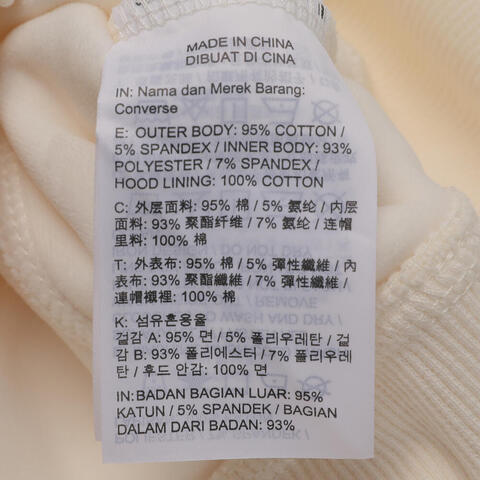 MADE IN CHINA
DIBUAT DI CINA
IN: Nama dan Merek Barang:
Converse
E: OUTER BODY: 95% COTTON /
5% SPANDEX / INNER BODY: 93%
POLYESTER / 7% SPANDEX /
HOOD LINING: 100% COTTON
C: 外层面料: 95% 棉 / 5% 氨纶 / 内层
面料: 93% 聚酯纤维 / 7% 氨纶 / 连帽
里料: 100% 棉
T: 外表布: 95% 棉 / 5% 彈性纖維 / 內
表布: 93% 聚酯纖維 / 7% 彈性纖維 /
連帽襯裡: 100% 棉
K: 섬유혼용율
겉감 A: 95% 면 / 5% 폴리우레탄 / 겉
감 B: 93% 폴리에스터 / 7% 폴리우레
탄 / 후드 안감: 100% 면
IN:BADAN BAGIAN LUAR: 95%
KATUN / 5% SPANDEK / BAGIAN
DALAM DARI BADAN: 93%